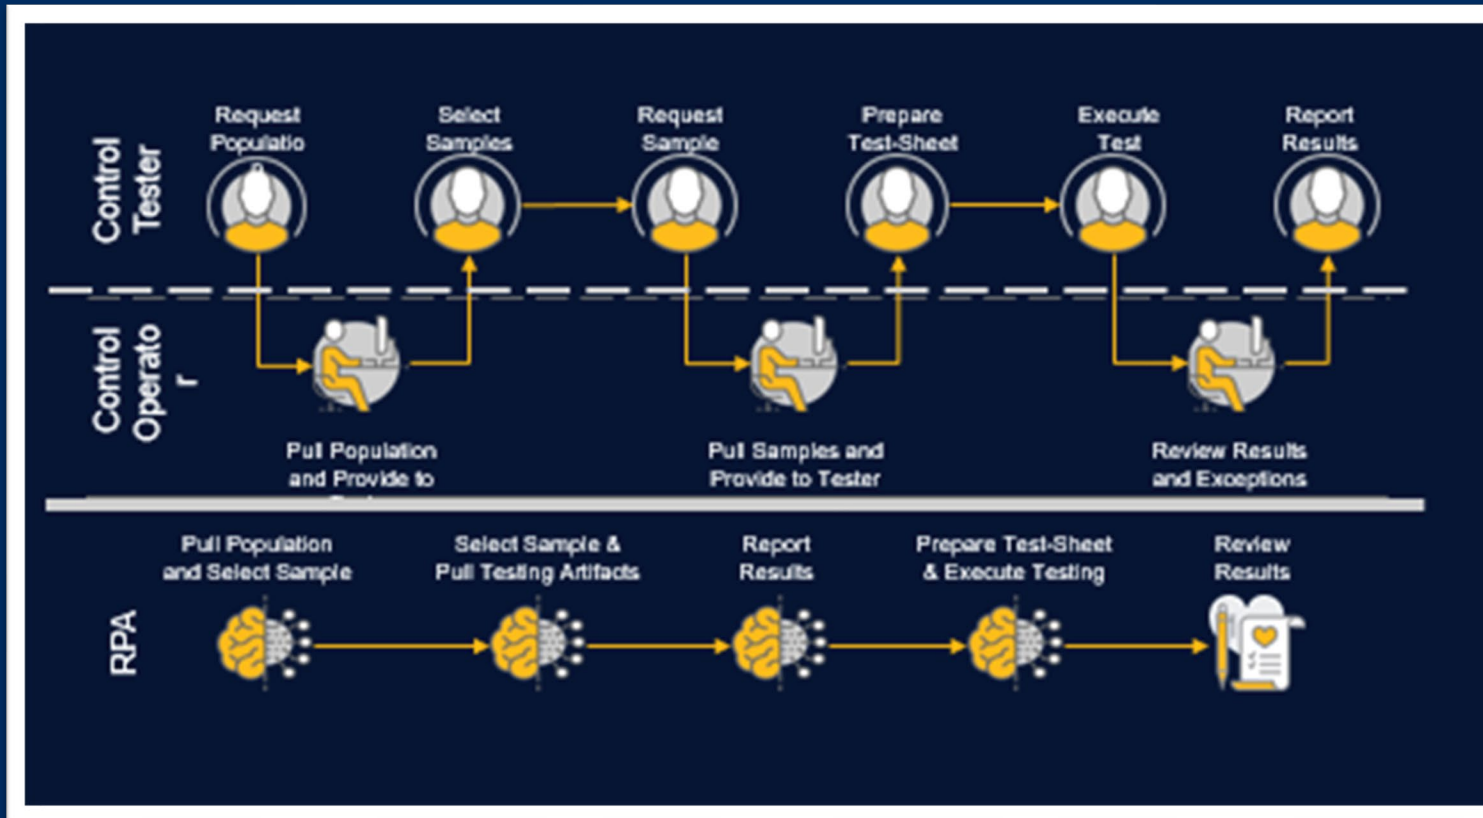 Control
Tester
Request
Populatio
Select
Samples
Request
Sample
Prepare
Test-Sheet
Execute
Test
Report
Results
Control
Operato
r
Pull Population
and Provide to
Pull Samples and
Provide to Tester
Review Results
and Exceptions
RPA
Pull Population
and Select Sample
Select Sample &
Pull Testing Artifacts
Report
Results
Prepare Test-Sheet
& Execute Testing
Review
Results